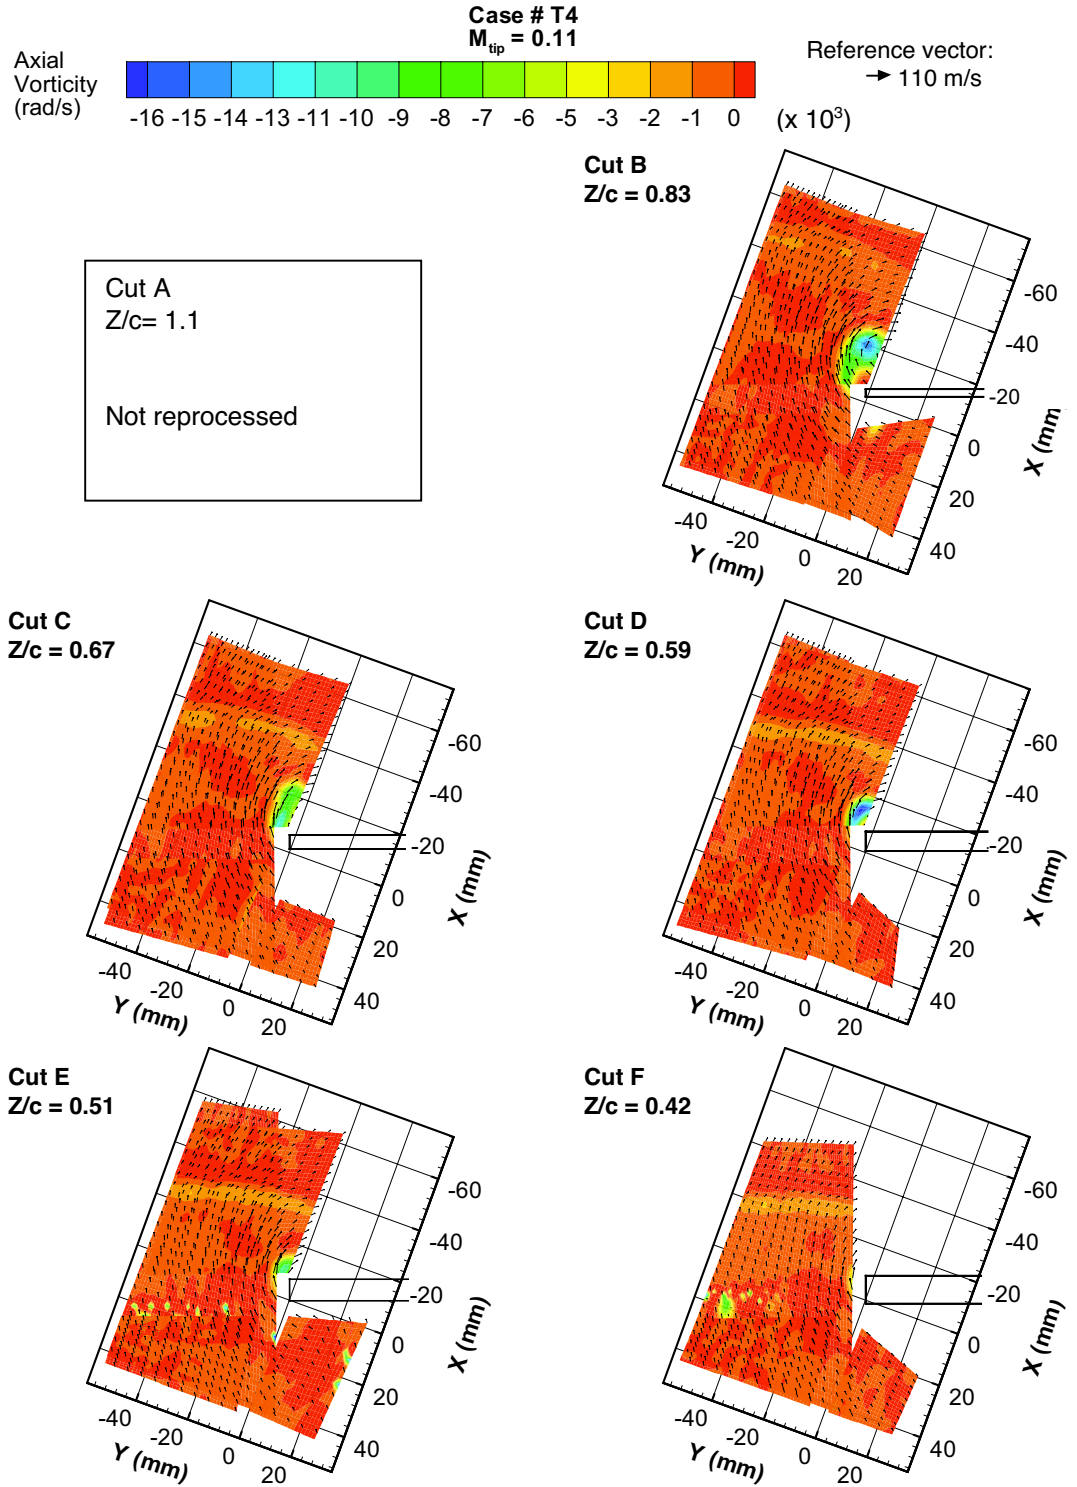 Case # T4
M_tip = 0.11
Axial
Vorticity
(rad/s)
-16 -15 -14 -13 -11 -10 -9 -8 -7 -6 -5 -3 -2 -1 0
(x 10³)
Reference vector:
110 m/s
Cut A
Z/c= 1.1
Not reprocessed
Cut B
Z/c = 0.83
-60
-40
-20
0
20
40
X (mm
-40
-20
0
20
Y (mm)
Cut C
Z/c = 0.67
-60
-40
-20
0
20
40
X (mm)
-40
-20
0
20
Y (mm)
Cut D
Z/c = 0.59
-60
-40
-20
0
20
40
X (mm)
-40
-20
0
20
Y (mm)
Cut E
Z/c = 0.51
-60
-40
-20
0
20
40
X (mm)
-40
-20
0
20
Y (mm)
Cut F
Z/c = 0.42
-60
-40
-20
0
20
40
X (mm)
-40
-20
0
20
Y (mm)